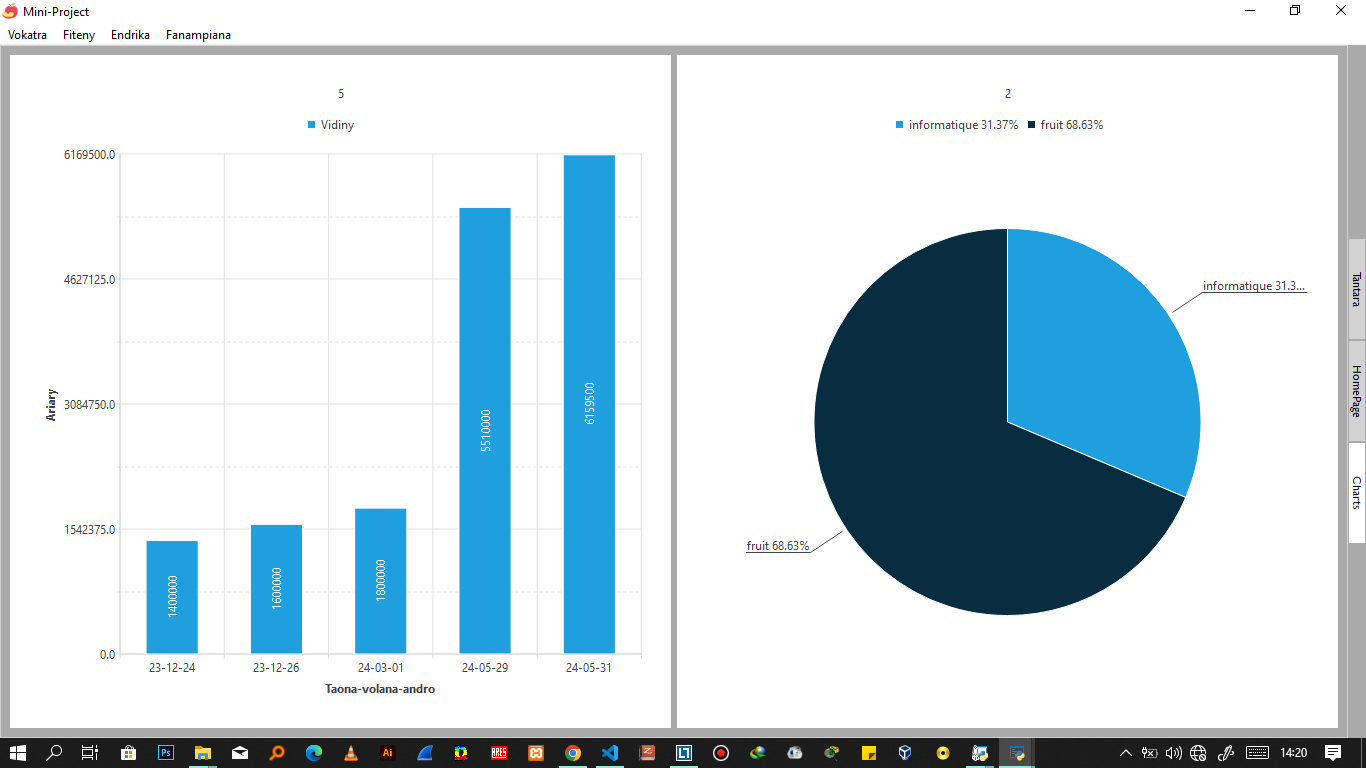 Mini-Project
Vokatra Fiteny Endrika Fanampiana
5
Vidiny
6169500.0
4627125.0
3084750.0
1542375.0
0.0
Ariary
1400000
1600000
1800000
5510000
6159500
23-12-24 23-12-26 24-03-01 24-05-29 24-05-31
Taona-volana-andro
2
informatique 31.37% fruit 68.63%
informatique 31.3...
fruit 68.63%
Tantara
HomePage
Charts
Ps
Ai
ARES
14:20